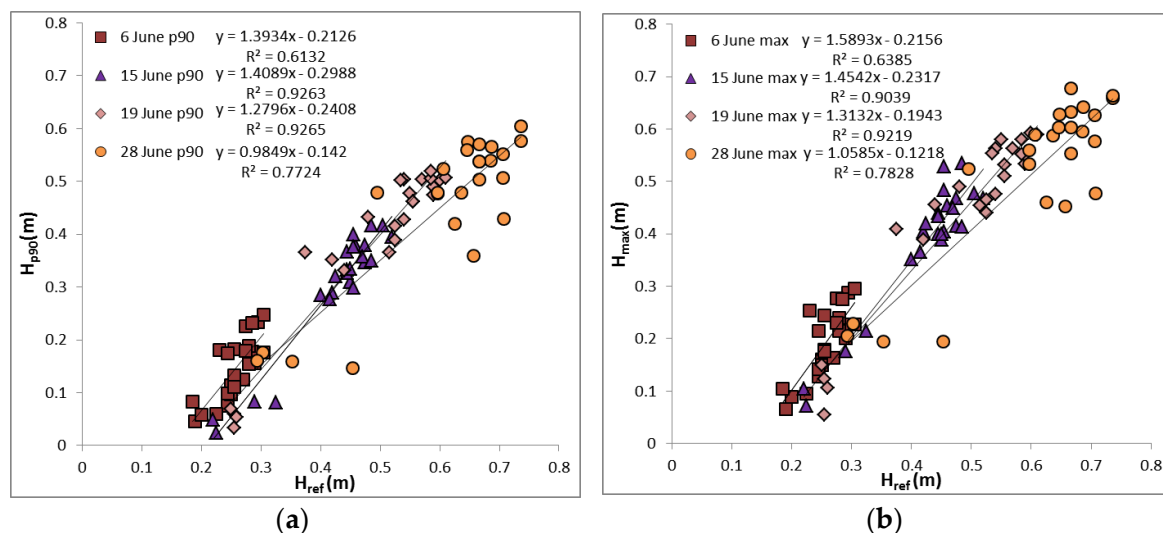 0.8
0.7
0.6
0.5
0.4
0.3
0.2
0.1
0
H_p90 (m)
6 June p90 y = 1.3934x - 0.2126
R² = 0.6132
15 June p90 y = 1.4089x - 0.2988
R² = 0.9263
19 June p90 y = 1.2796x - 0.2408
R² = 0.9265
28 June p90 y = 0.9849x - 0.142
R² = 0.7724
0 0.1 0.2 0.3 0.4 0.5 0.6 0.7 0.8
H_ref (m)
(a)
0.8
0.7
0.6
0.5
0.4
0.3
0.2
0.1
0
H_max (m)
6 June max y = 1.5893x - 0.2156
R² = 0.6385
15 June max y = 1.4542x - 0.2317
R² = 0.9039
19 June max y = 1.3132x - 0.1943
R² = 0.9219
28 June max y = 1.0585x - 0.1218
R² = 0.7828
0 0.1 0.2 0.3 0.4 0.5 0.6 0.7 0.8
H_ref (m)
(b)